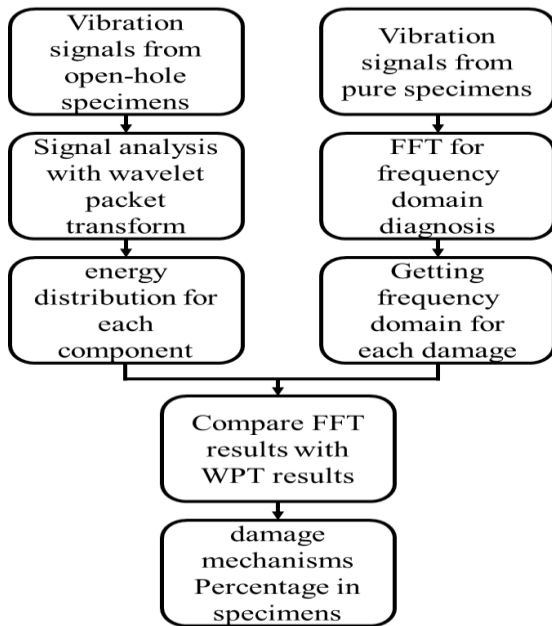 Vibration
signals from
open-hole
specimens
Signal analysis
with wavelet
packet
transform
energy
distribution for
each
component
Vibration
signals from
pure specimens
FFT for
frequency
domain
diagnosis
Getting
frequency
domain for
each damage
Compare FFT
results with
WPT results
damage
mechanisms
Percentage in
specimens